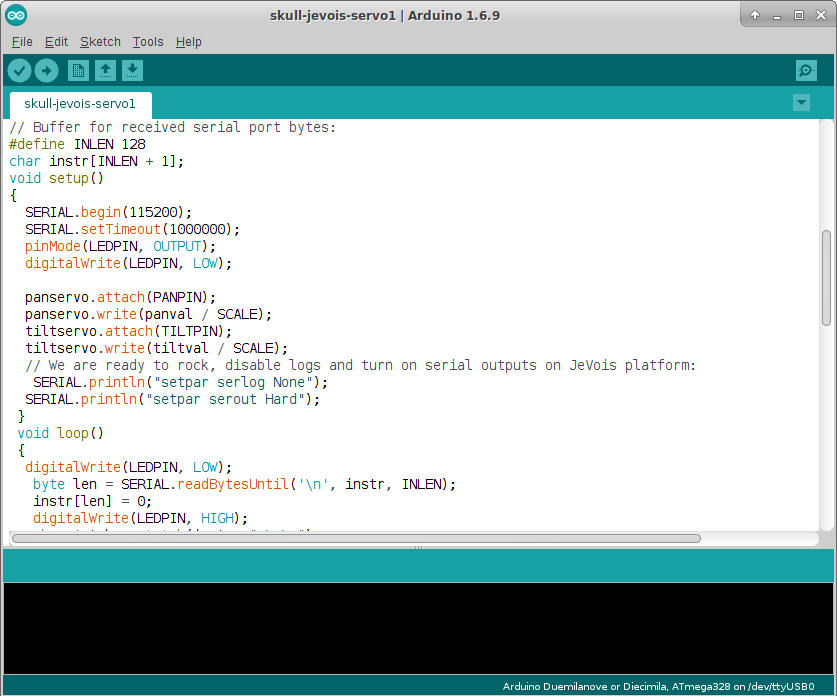 skull-jevois-servo1 | Arduino 1.6.9
File Edit Sketch Tools Help
skull-jevois-servo1
// Buffer for received serial port bytes:
#define INLEN 128
char instr[INLEN + 1];
void setup()
{
SERIAL.begin(115200);
SERIAL.setTimeout(1000000);
pinMode(LEDPIN, OUTPUT);
digitalWrite(LEDPIN, LOW);
panservo.attach(PANPIN);
panservo.write(panval / SCALE);
tiltservo.attach(TILTPIN);
tiltservo.write(tiltval / SCALE);
// We are ready to rock, disable logs and turn on serial outputs on JeVois platform:
SERIAL.println("setpar serlog None");
SERIAL.println("setpar serout Hard");
}
void loop()
{
digitalWrite(LEDPIN, LOW);
byte len = SERIAL.readBytesUntil('\n', instr, INLEN);
instr[len] = 0;
digitalWrite(LEDPIN, HIGH);
Arduino Duemilanove or Diecimila, ATmega328 on /dev/ttyUSB0